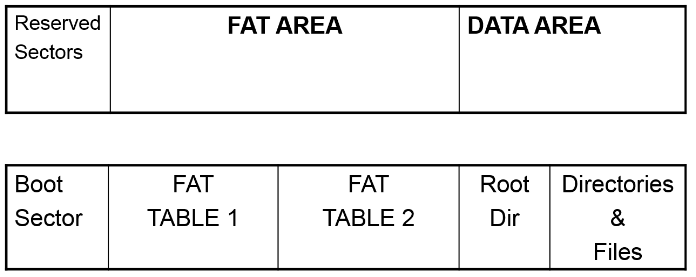 Reserved
Sectors
FAT AREA
DATA AREA
Boot
Sector
FAT
TABLE 1
FAT
TABLE 2
Root
Dir
Directories
&
Files